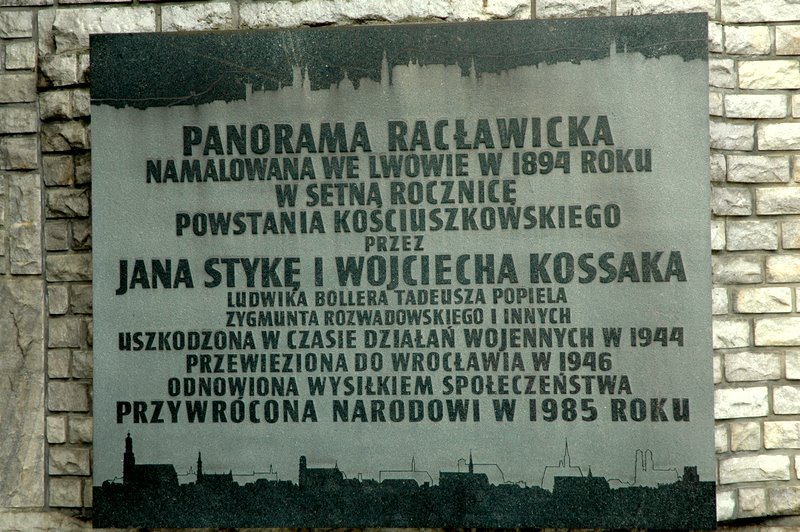 PANORAMA RACŁAWICKA
NAMALOWANA WE LWOWIE W 1894 ROKU
W SETNĄ ROCZNICĘ
POWSTANIA KOŚCIUSZKOWSKIEGO
PRZEZ
JANA STYKĘ I WOJCIECHA KOSSAKA
LUDWIKA BOLLERA TADEUSZA POPIELA
ZYGMUNTA ROZWADOWSKIEGO I INNYCH
USZKODZONA W CZASIE DZIAŁAŃ WOJENNYCH W 1944
PRZEWIEZIONA DO WROCŁAWIA W 1946
ODNOWIONA WYSIŁKIEM SPOŁECZEŃSTWA
PRZYWRÓCONA NARODOWI W 1985 ROKU